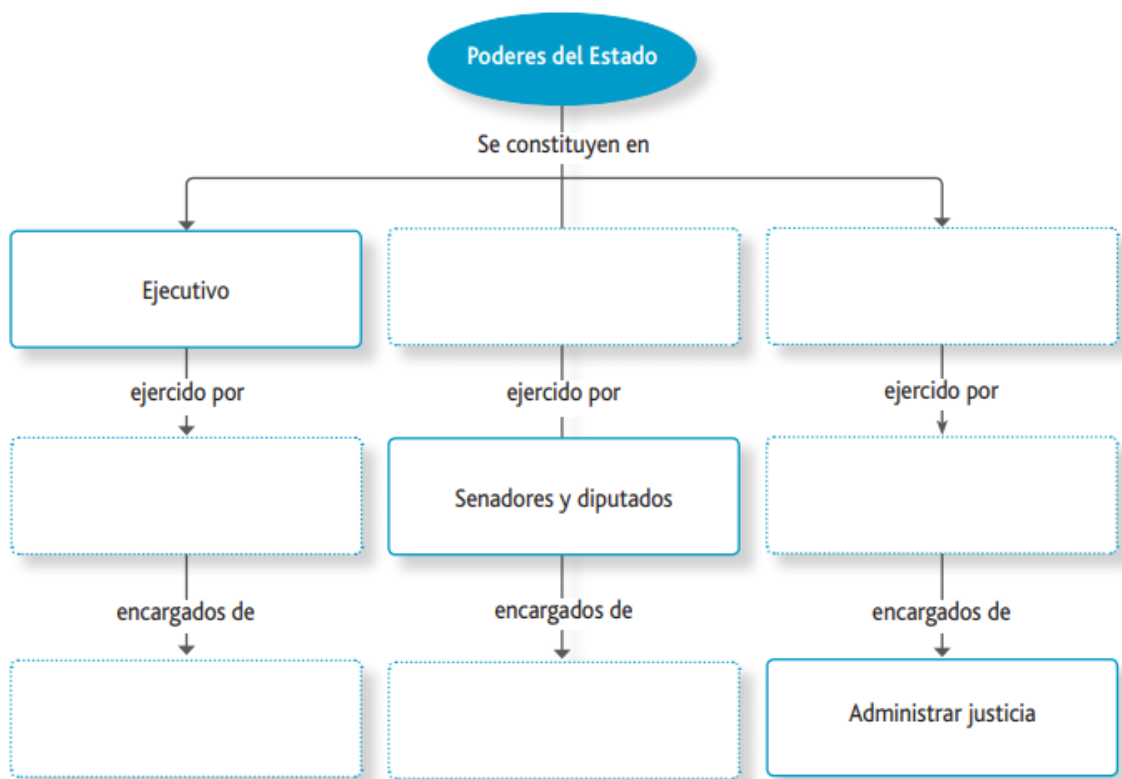 Poderes del Estado
Se constituyen en
Ejecutivo
ejercido por
ejercido por
ejercido por
Senadores y diputados
encargados de
encargados de
encargados de
Administrar justicia